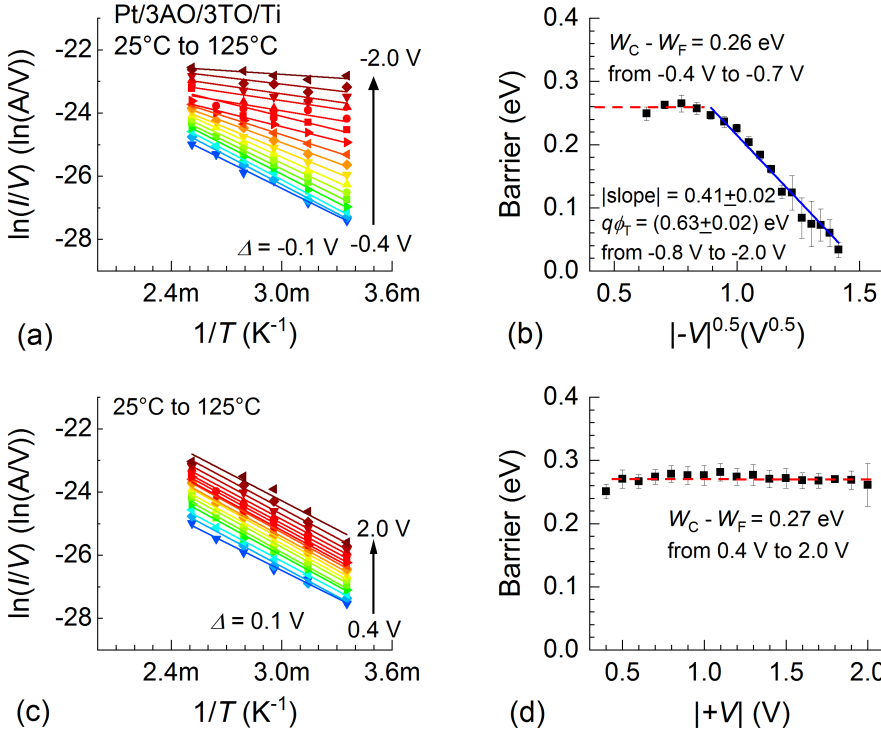 Pt/3AO/3TO/Ti
25°C to 125°C
-2.0 V
-22
-24
-26
-28
ln(I/V) (ln(A/V))
Δ = -0.1 V
-0.4 V
2.4m 3.0m 3.6m
1/T (K⁻¹)
(a)
W_C - W_F = 0.26 eV
from -0.4 V to -0.7 V
0.4
0.3
0.2
0.1
0.0
Barrier (eV)
|slope| = 0.41±0.02
qϕ_T = (0.63±0.02) eV
from -0.8 V to -2.0 V
0.5 1.0 1.5
|-V|^0.5(V^0.5)
(b)
25°C to 125°C
-22
-24
-26
-28
ln(I/V) (ln(A/V))
2.0 V
Δ = 0.1 V
0.4 V
2.4m 3.0m 3.6m
1/T (K⁻¹)
(c)
0.4
0.3
0.2
0.1
0.0
Barrier (eV)
W_C - W_F = 0.27 eV
from 0.4 V to 2.0 V
0.5 1.0 1.5 2.0
|+V| (V)
(d)